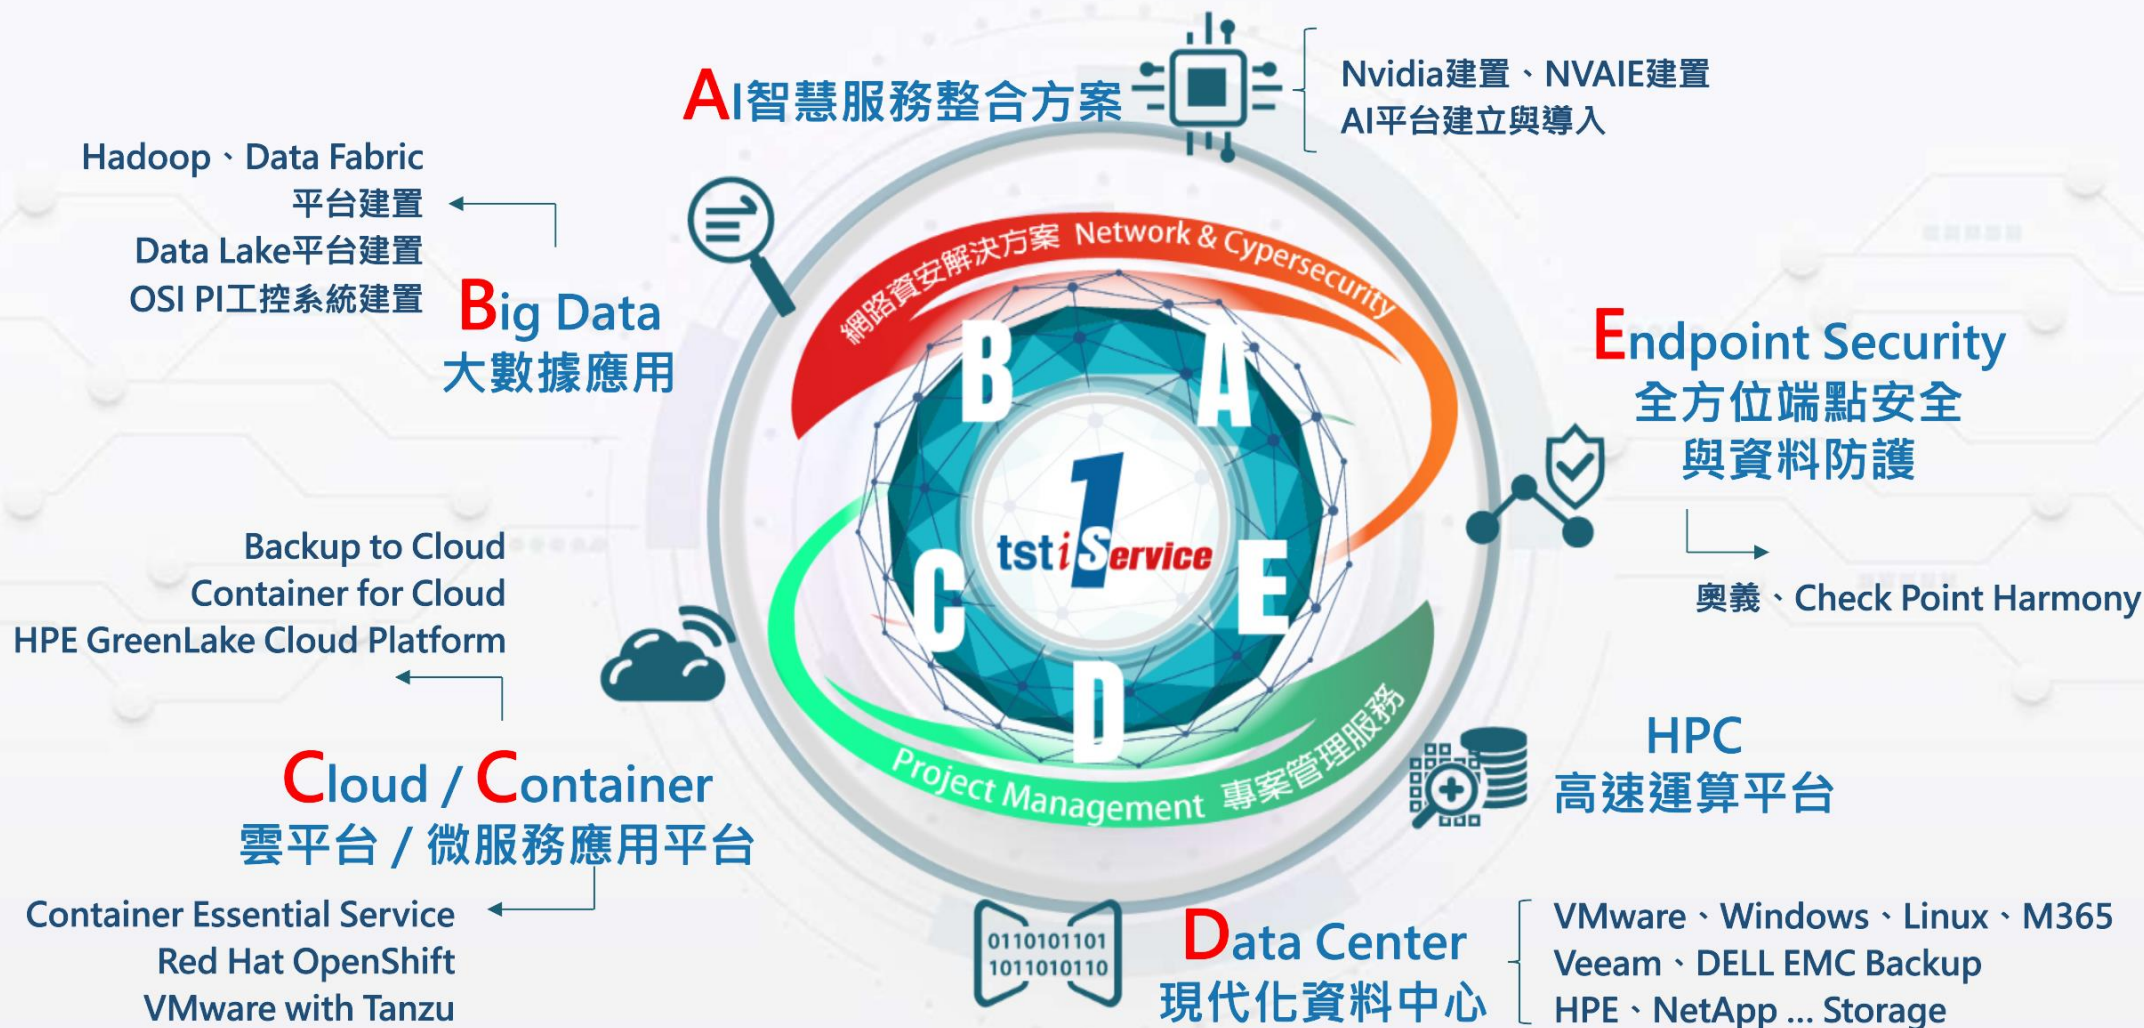 AI智慧服務整合方案
Nvidia建置、NVAIE建置
AI平台建立與導入
Hadoop、Data Fabric
平台建置
Data Lake平台建置
OSI PI工控系統建置
Big Data
大數據應用
網路資安解決方案 Network & Cypersecurity
B A
C E
D
1
tst iService
Project Management 專案管理服務
Endpoint Security
全方位端點安全
與資料防護
奧義、Check Point Harmony
Backup to Cloud
Container for Cloud
HPE GreenLake Cloud Platform
Cloud / Container
雲平台 / 微服務應用平台
Container Essential Service
Red Hat OpenShift
VMware with Tanzu
HPC
高速運算平台
0110101101
1011010110
Data Center
現代化資料中心
VMware、Windows、Linux、M365
Veeam、DELL EMC Backup
HPE、NetApp ... Storage